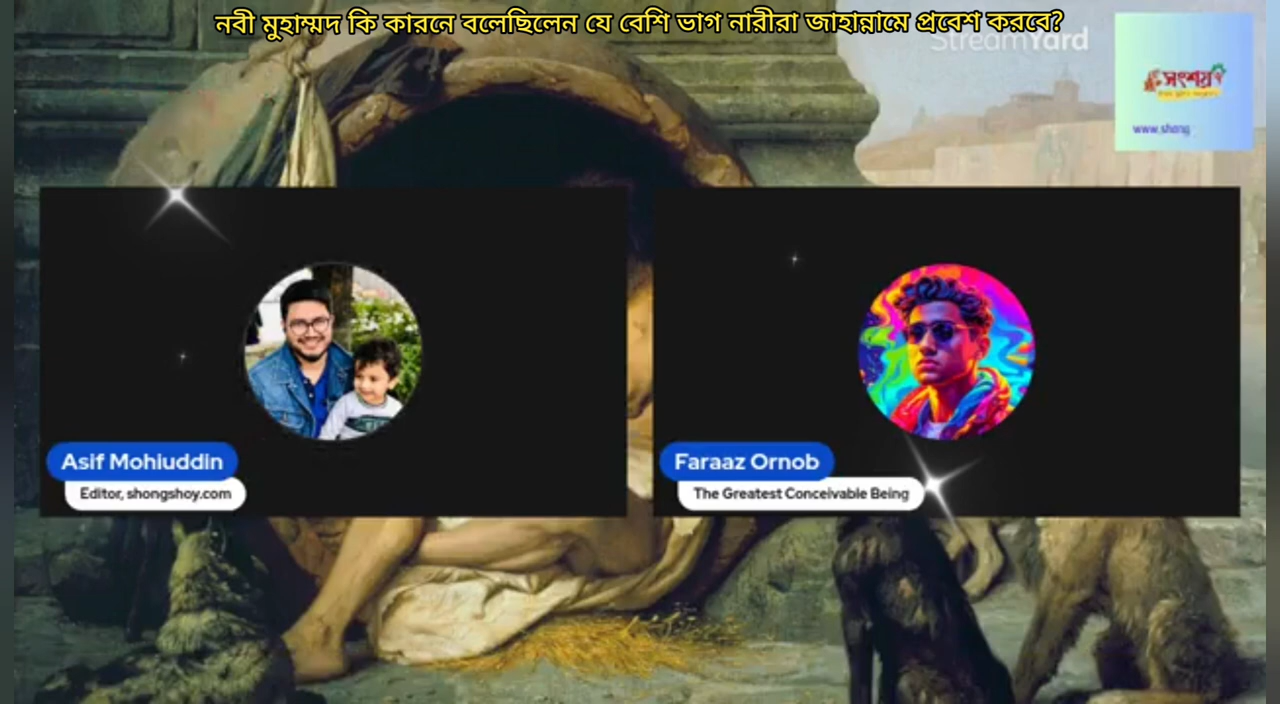 নবী মুহাম্মদ কি কারনে বলেছিলেন যে বেশি ভাগ নারীরা জাহান্নামে প্রবেশ করবে?
StreamYard
সংশয়
www.shong
Asif Mohiuddin
Editor, shongshoy.com
Faraaz Ornob
The Greatest Conceivable Being